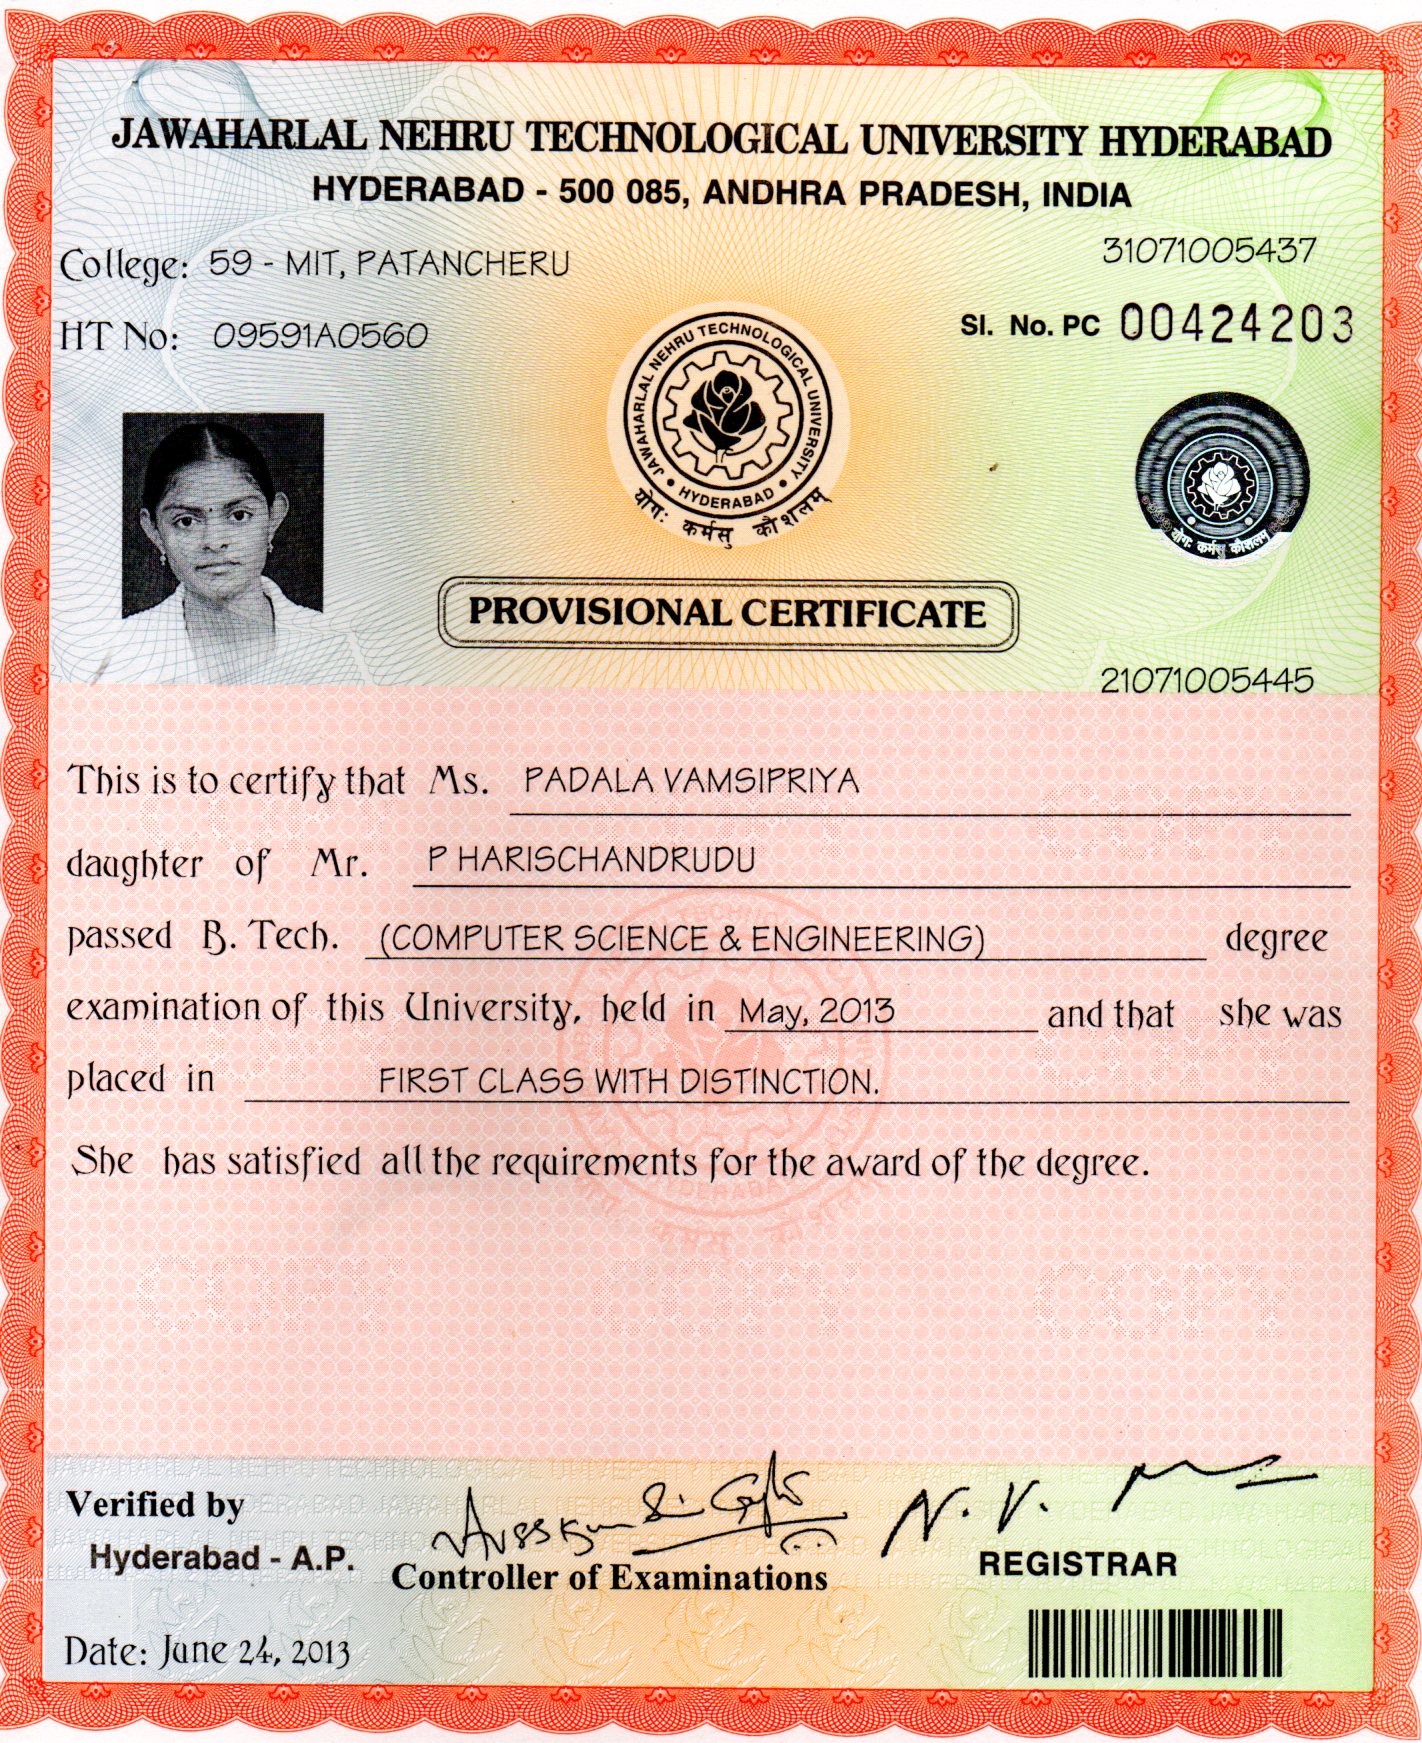 JAWAHARLAL NEHRU TECHNOLOGICAL UNIVERSITY HYDERABAD
HYDERABAD - 500 085, ANDHRA PRADESH, INDIA
College: 59 - MIT, PATANCHERU
31071005437
HT No: 09591A0560
Sl. No. PC 00424203
JAWAHARLAL NEHRU TECHNOLOGICAL UNIVERSITY
• HYDERABAD •
योगः कर्मसु कौशलम्
योगः कर्मसु कौशलम्
PROVISIONAL CERTIFICATE
21071005445
This is to certify that Ms. PADALA VAMSIPRIYA
daughter of Mr. P HARISCHANDRUDU
passed B. Tech. (COMPUTER SCIENCE & ENGINEERING) degree
examination of this University, held in May, 2013 and that she was
placed in FIRST CLASS WITH DISTINCTION.
She has satisfied all the requirements for the award of the degree.
COPY COPY COPY
Verified by
Hyderabad - A.P.
Controller of Examinations
N. V.
REGISTRAR
Date: June 24, 2013